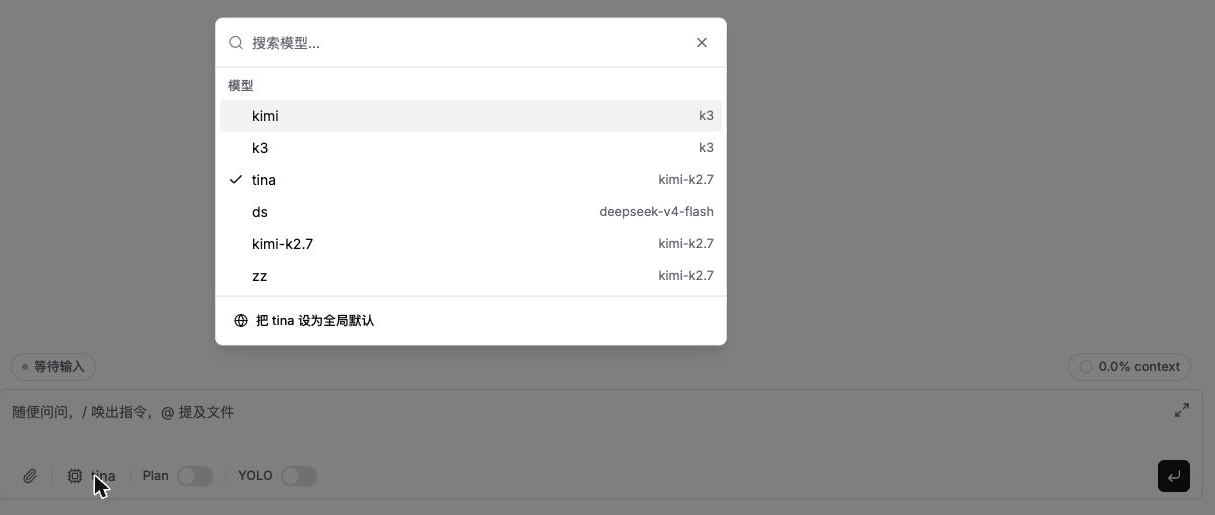 搜索模型...
模型
kimi k3
k3 k3
tina kimi-k2.7
ds deepseek-v4-flash
kimi-k2.7 kimi-k2.7
zz kimi-k2.7
把 tina 设为全局默认
等待输入 0.0% context
随便问问，/ 唤出指令，@ 提及文件
tina Plan YOLO